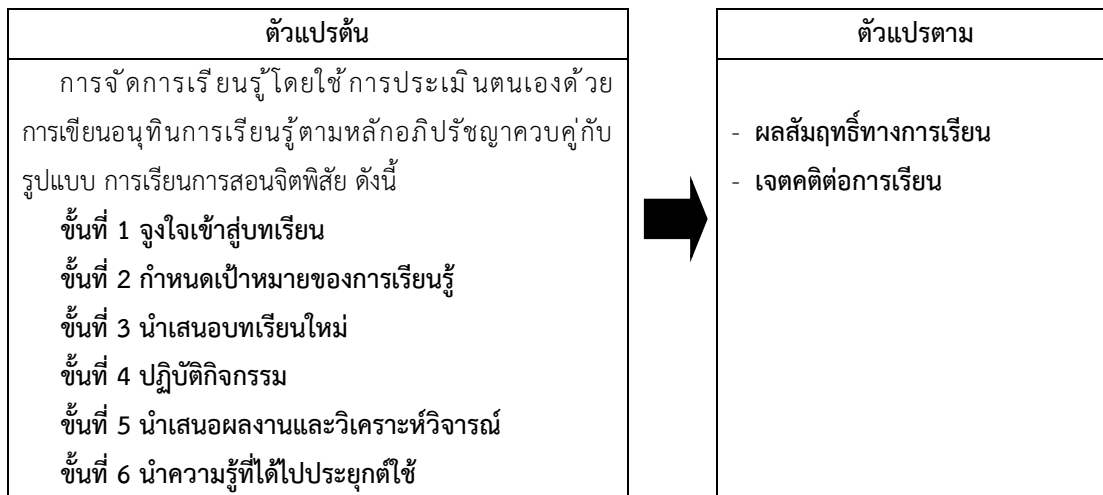 ตัวแปรต้น
การจัดการเรียนรู้โดยใช้การประเมินตนเองด้วย
การเขียนอนุทินการเรียนรู้ตามหลักอภิปรัชญาควบคู่กับ
รูปแบบ การเรียนการสอนจิตพิสัย ดังนี้
ขั้นที่ 1 จูงใจเข้าสู่บทเรียน
ขั้นที่ 2 กำหนดเป้าหมายของการเรียนรู้
ขั้นที่ 3 นำเสนอบทเรียนใหม่
ขั้นที่ 4 ปฏิบัติกิจกรรม
ขั้นที่ 5 นำเสนอผลงานและวิเคราะห์วิจารณ์
ขั้นที่ 6 นำความรู้ที่ได้ไปประยุกต์ใช้
ตัวแปรตาม
- ผลสัมฤทธิ์ทางการเรียน
- เจตคติต่อการเรียน